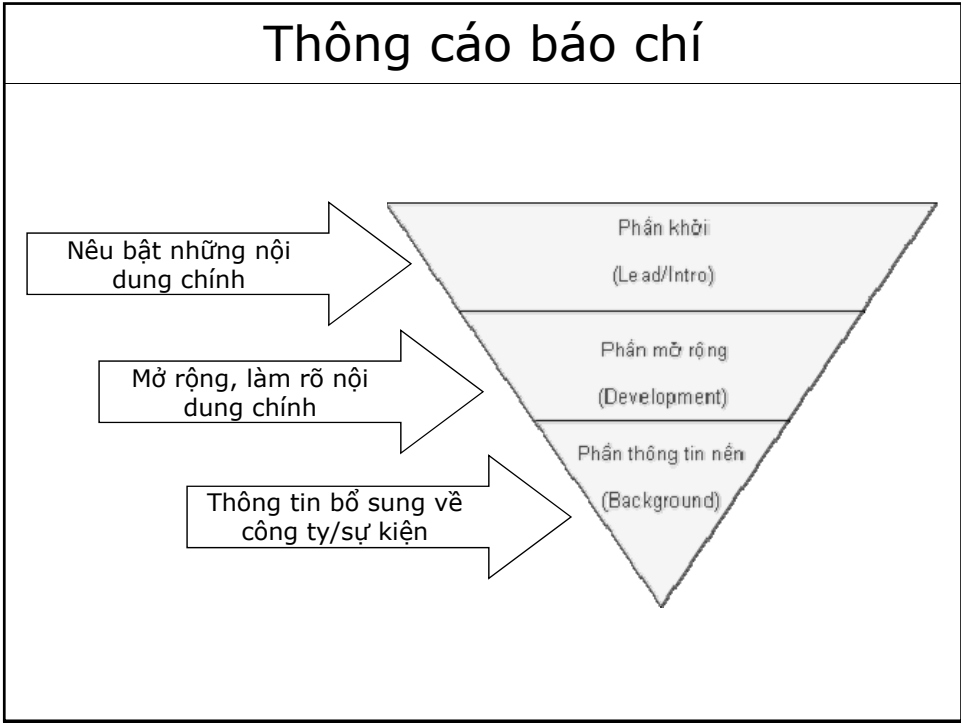 Thông cáo báo chí
Nêu bật những nội
dung chính
Phần khởi
(Lead/Intro)
Mở rộng, làm rõ nội
dung chính
Phần mở rộng
(Development)
Thông tin bổ sung về
công ty/sự kiện
Phần thông tin nền
(Background)